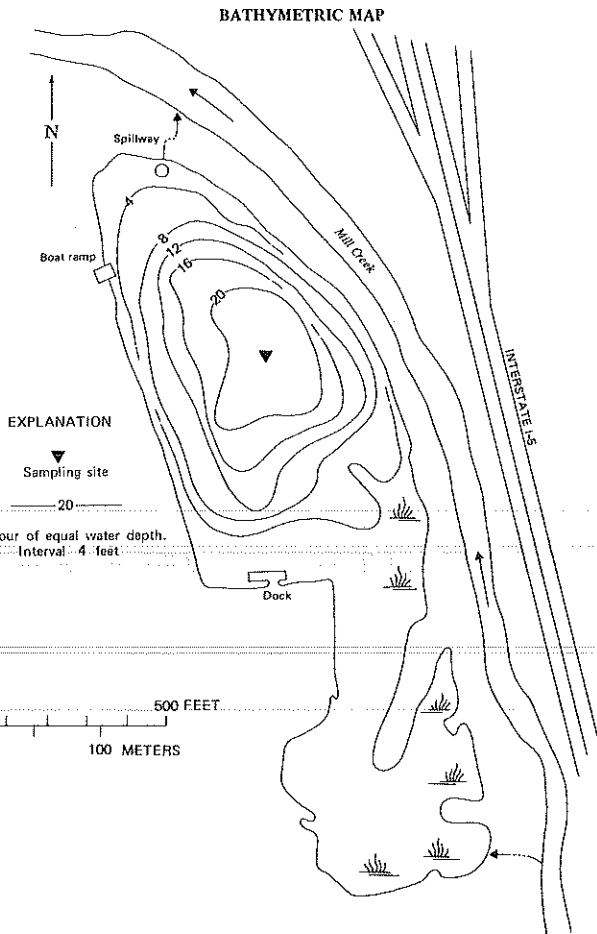 BATHYMETRIC MAP
N
Spillway
4
8
12
16
20
Boat ramp
Mill Creek
INTERSTATE I-5
EXPLANATION
Sampling site
20
our of equal water depth.
Interval 4 feet
Dock
500 FEET
100 METERS